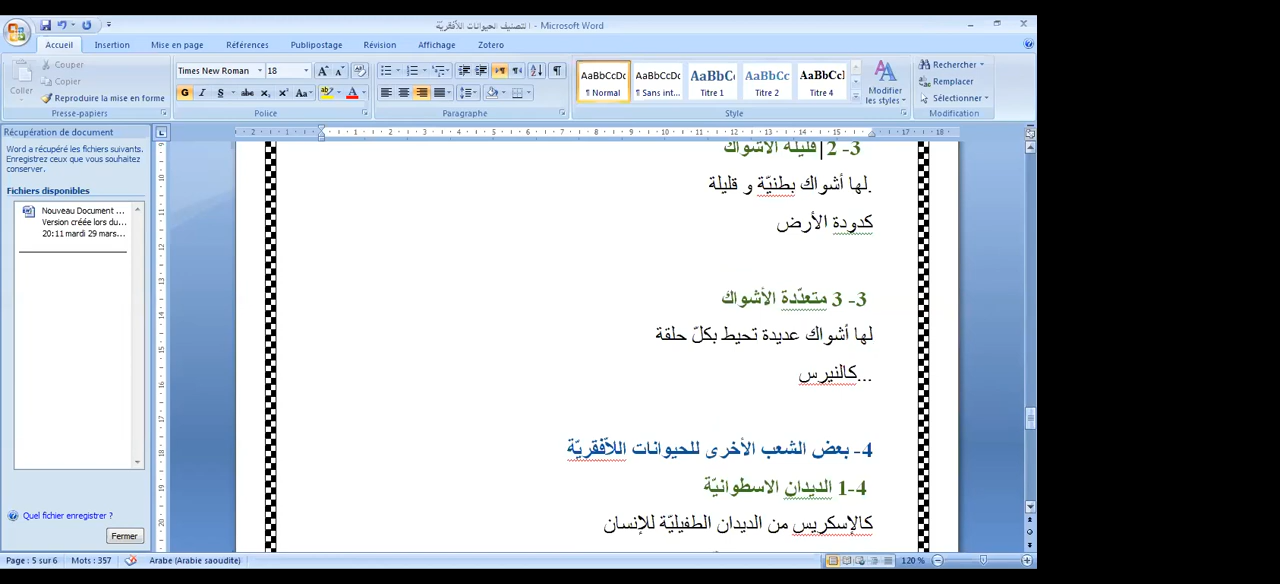 التصنيف الحيوانات اللأفقريّة - Microsoft Word
Accueil
Insertion
Mise en page
Références
Publipostage
Révision
Affichage
Zotero
Coller
Couper
Copier
Reproduire la mise en forme
Presse-papiers
Times New Roman
18
Police
Paragraphe
AaBbCcDc
¶ Normal
AaBbCcDc
¶ Sans int...
AaBbC(
Titre 1
AaBbCc
Titre 2
AaBbCcI
Titre 4
Modifier
les styles
Style
Rechercher
Remplacer
Sélectionner
Modification
Récupération de document
Word a récupéré les fichiers suivants.
Enregistrez ceux que vous souhaitez
conserver.
Fichiers disponibles
Nouveau Document ...
Version créée lors du...
20:11 mardi 29 mars...
Quel fichier enregistrer ?
Fermer
3- 2 قليلة الأشواك
لها أشواك بطنيّة و قليلة.
كدودة الأرض
3- 3 متعدّدة الأشواك
لها أشواك عديدة تحيط بكلّ حلقة
كالنيرس...
4- بعض الشعب الأخرى للحيوانات اللأفقريّة
4-1 الديدان الاسطوانيّة
كالإسكريس من الديدان الطفيليّة للإنسان
Page : 5 sur 6
Mots : 357
Arabe (Arabie saoudite)
120 %